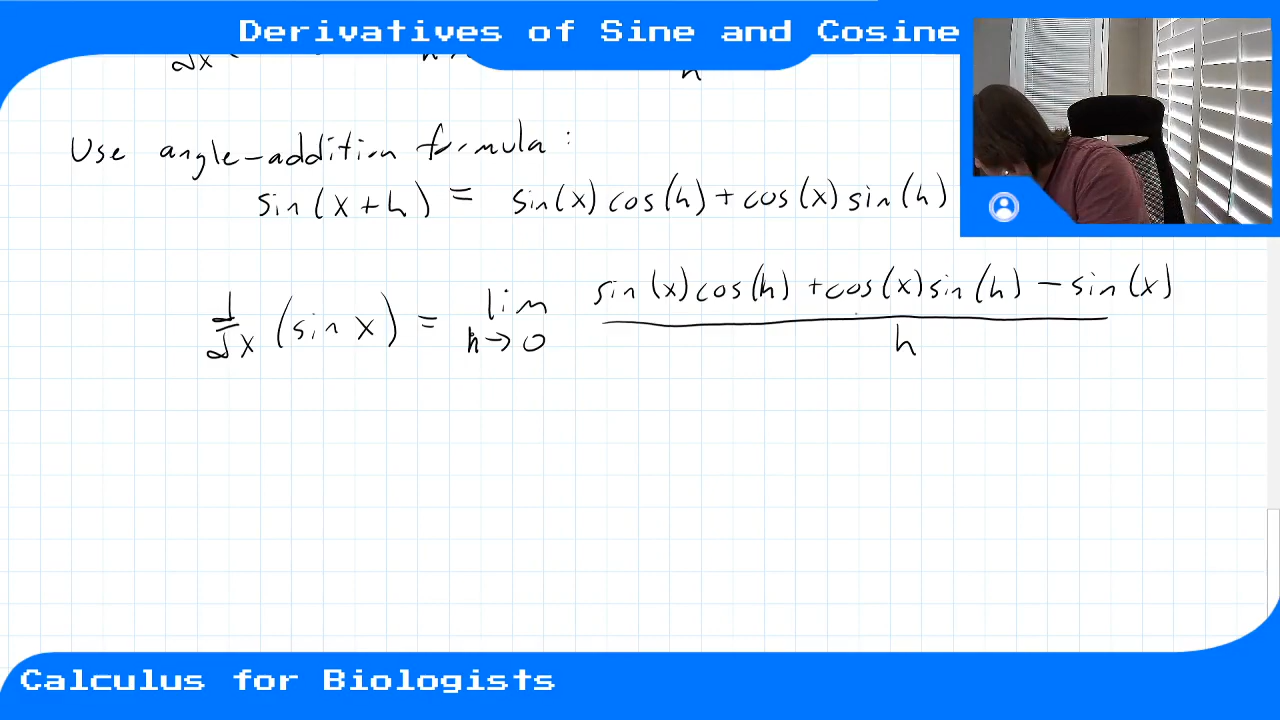 Derivatives of Sine and Cosine
dx h
Use angle-addition formula:
sin(x+h) = sin(x)cos(h)+cos(x)sin(h)
d/dx (sin x) = lim h→0 (sin(x)cos(h)+cos(x)sin(h)-sin(x))/h
Calculus for Biologists